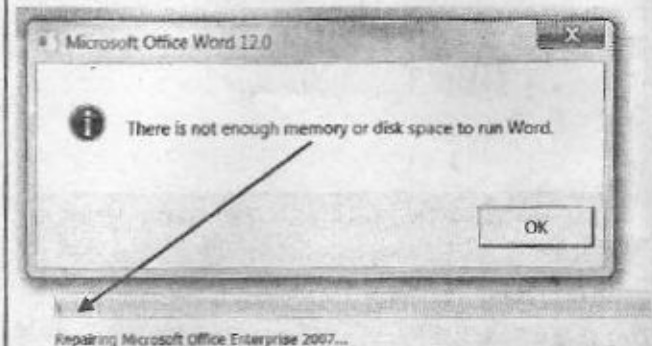 Microsoft Office Word 12.0
There is not enough memory or disk space to run Word.
OK
Repairing Microsoft Office Enterprise 2007...